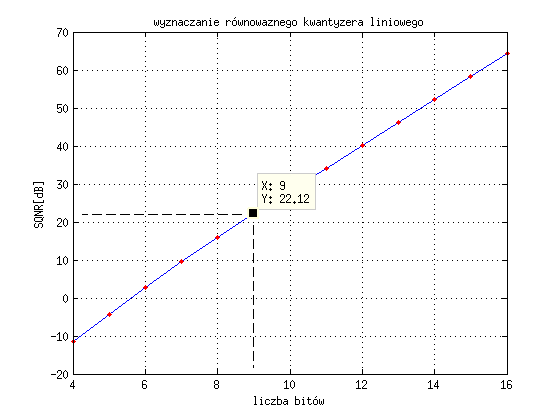 wyznaczanie równowaznego kwantyzera liniowego
70
60
50
40
30
20
10
0
-10
-20
SQNR[dB]
X: 9
Y: 22.12
4 6 8 10 12 14 16
liczba bitów